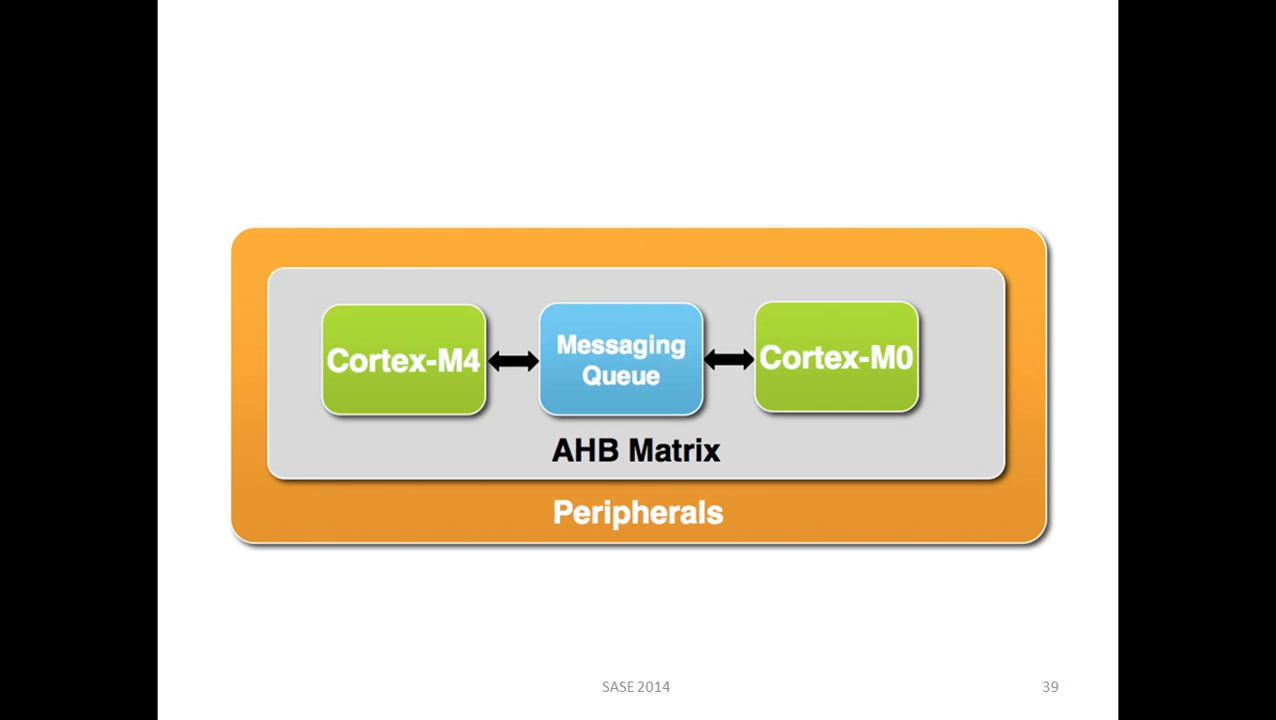 Cortex-M4
Messaging
Queue
Cortex-M0
AHB Matrix
Peripherals
SASE 2014
39